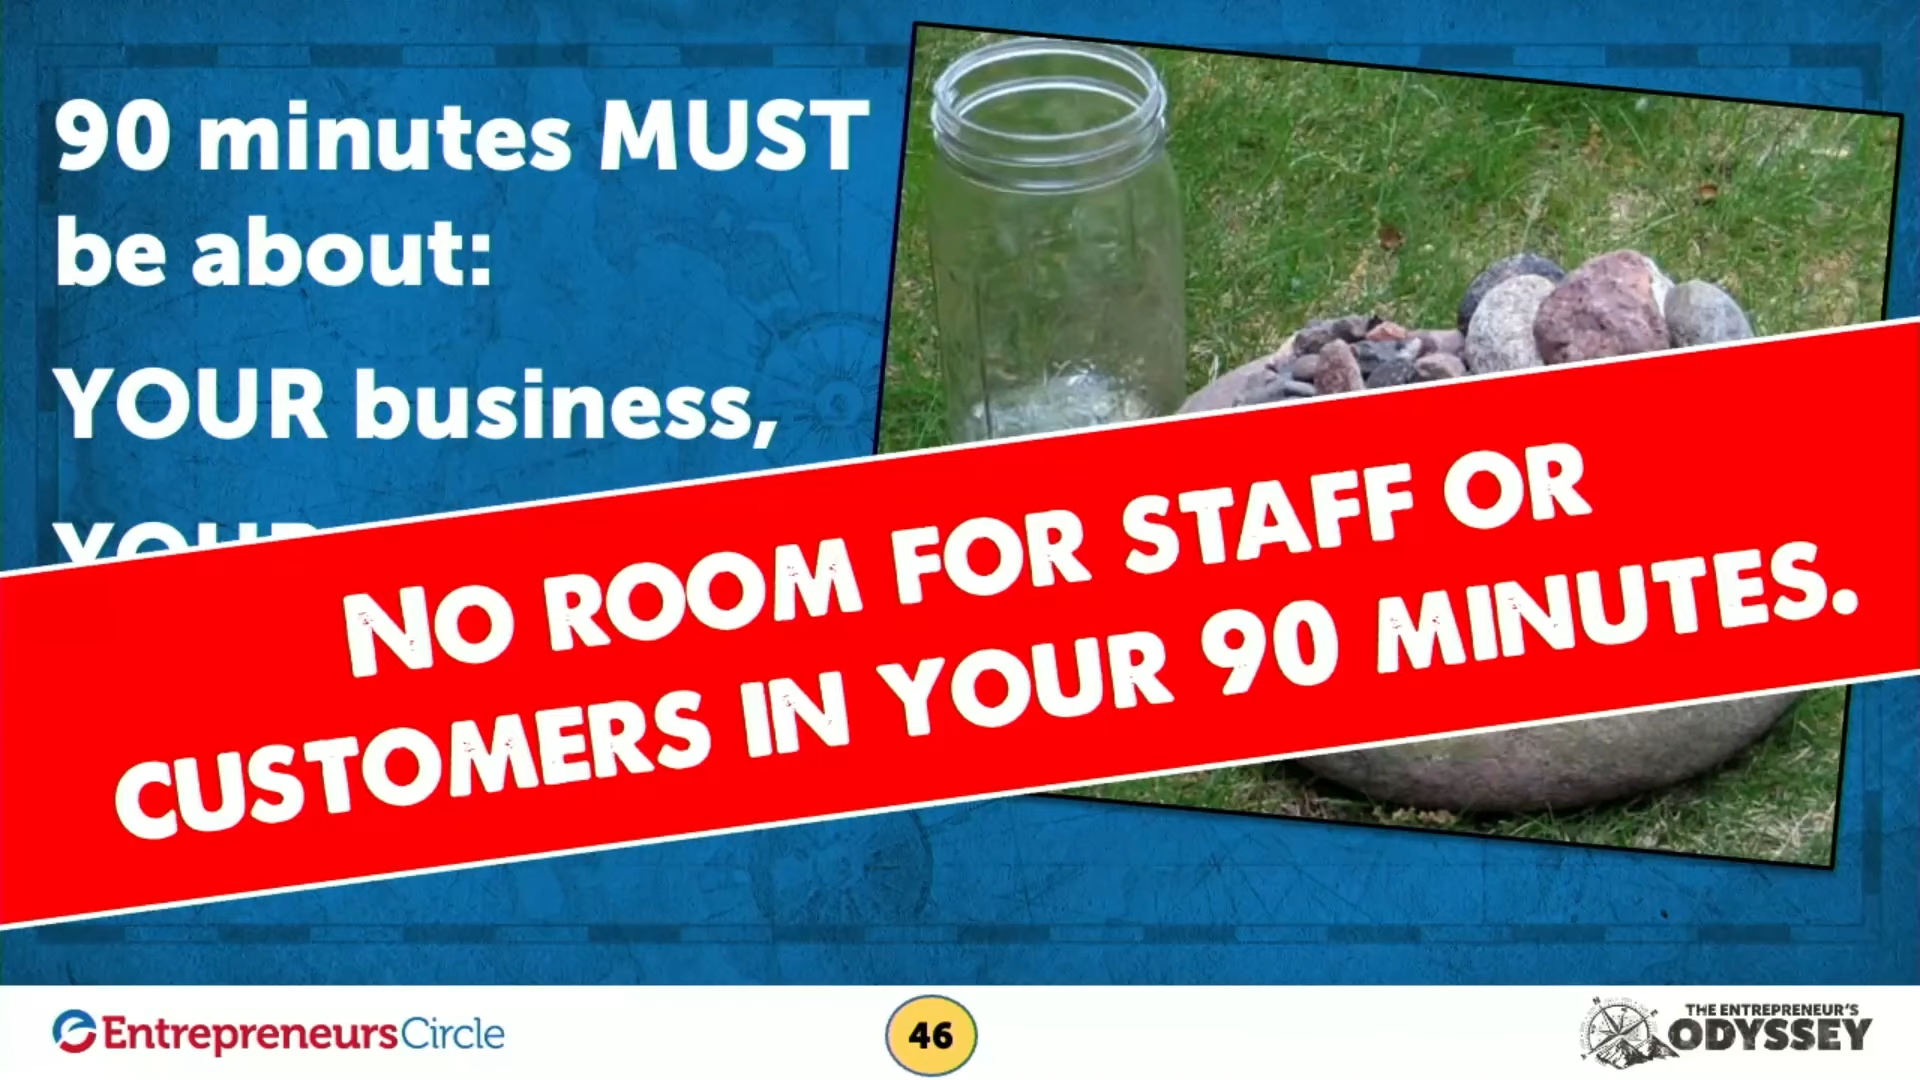 90 minutes MUST
be about:
YOUR business,
NO ROOM FOR STAFF OR
CUSTOMERS IN YOUR 90 MINUTES.
EntrepreneursCircle
46
THE ENTREPRENEUR'S
ODYSSEY